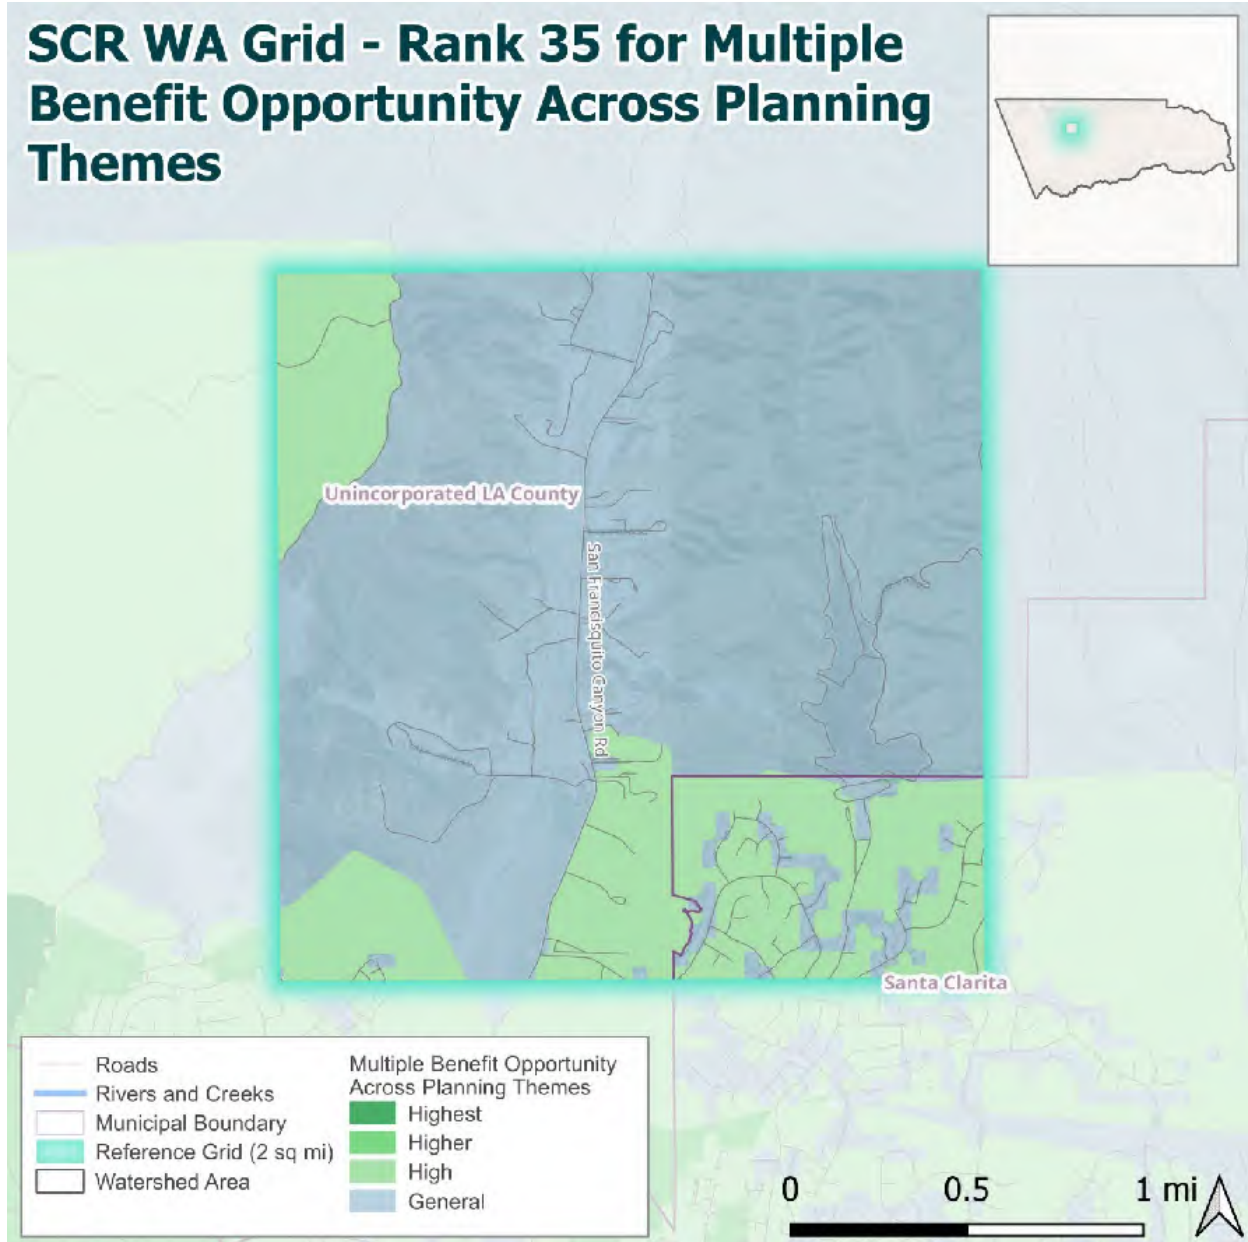 SCR WA Grid - Rank 35 for Multiple
Benefit Opportunity Across Planning
Themes
Unincorporated LA County
San Francisquito Canyon Rd
Santa Clarita
Roads
Rivers and Creeks
Municipal Boundary
Reference Grid (2 sq mi)
Watershed Area
Multiple Benefit Opportunity
Across Planning Themes
Highest
Higher
High
General
0 0.5 1 mi